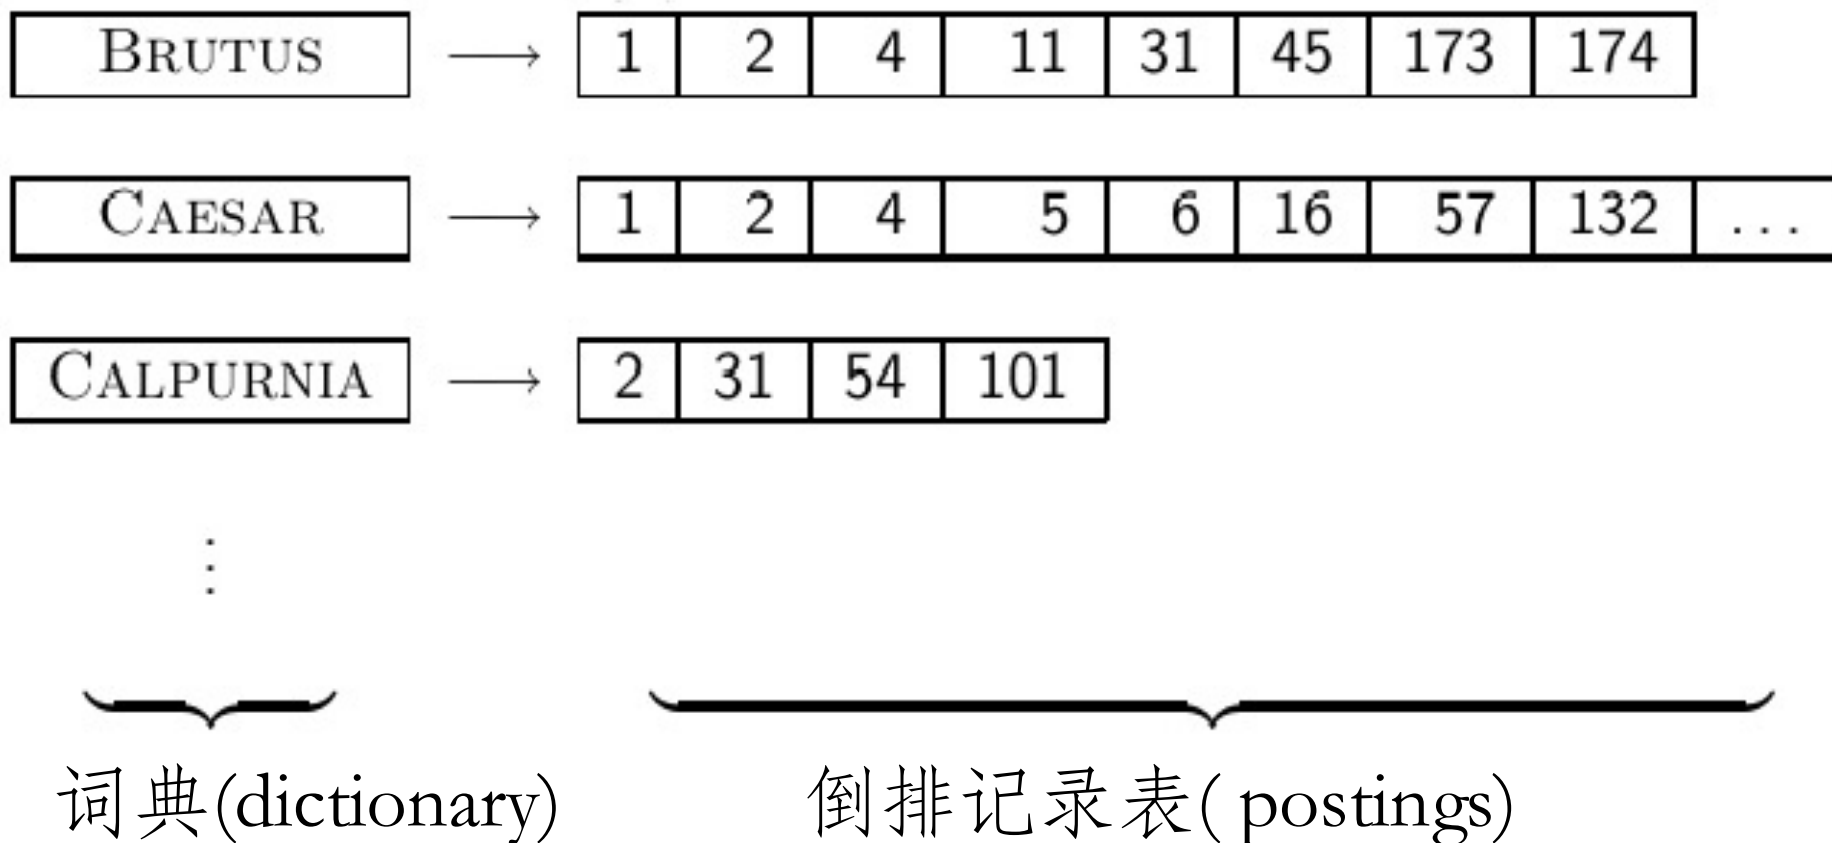 BRUTUS → 1 2 4 11 31 45 173 174
CAESAR → 1 2 4 5 6 16 57 132 ...
CALPURNIA → 2 31 54 101
⋮
词典(dictionary) 倒排记录表( postings)